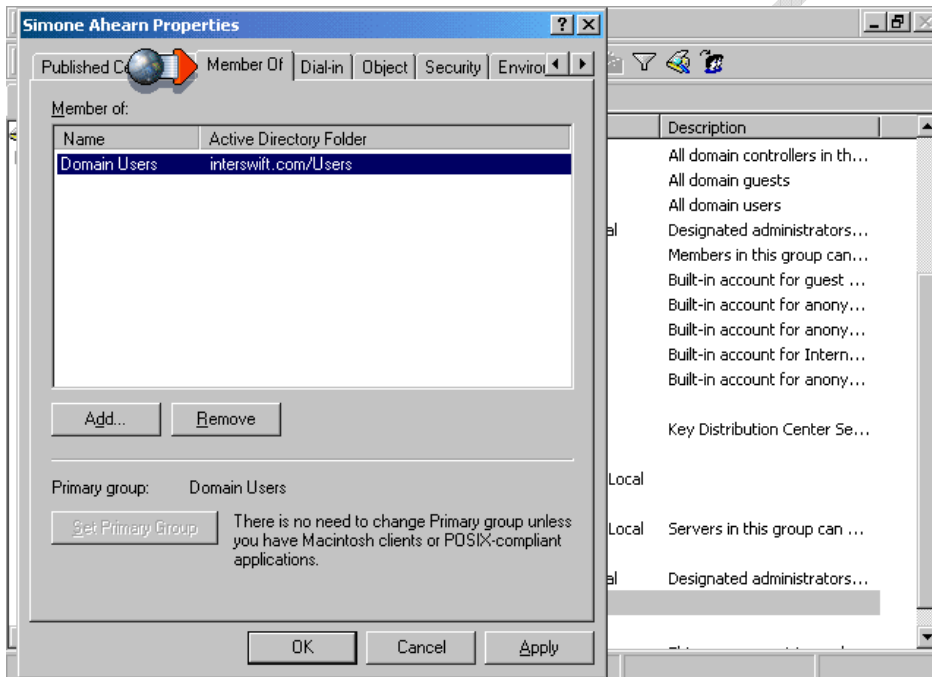 Simone Ahearn Properties
Published Member Of Dial-in Object Security
Member of:
Name Active Directory Folder
Domain Users interswift.com/Users
Add... Remove
Primary group: Domain Users
Set Primary Group
There is no need to change Primary group unless
you have Macintosh clients or POSIX-compliant
applications.
OK Cancel Apply
Description
All domain controllers in th...
All domain guests
All domain users
al Designated administrators...
Members in this group can...
Built-in account for guest ...
Built-in account for anony...
Built-in account for anony...
Built-in account for Intern...
Built-in account for anony...
Key Distribution Center Se...
Local
Local Servers in this group can ...
al Designated administrators...